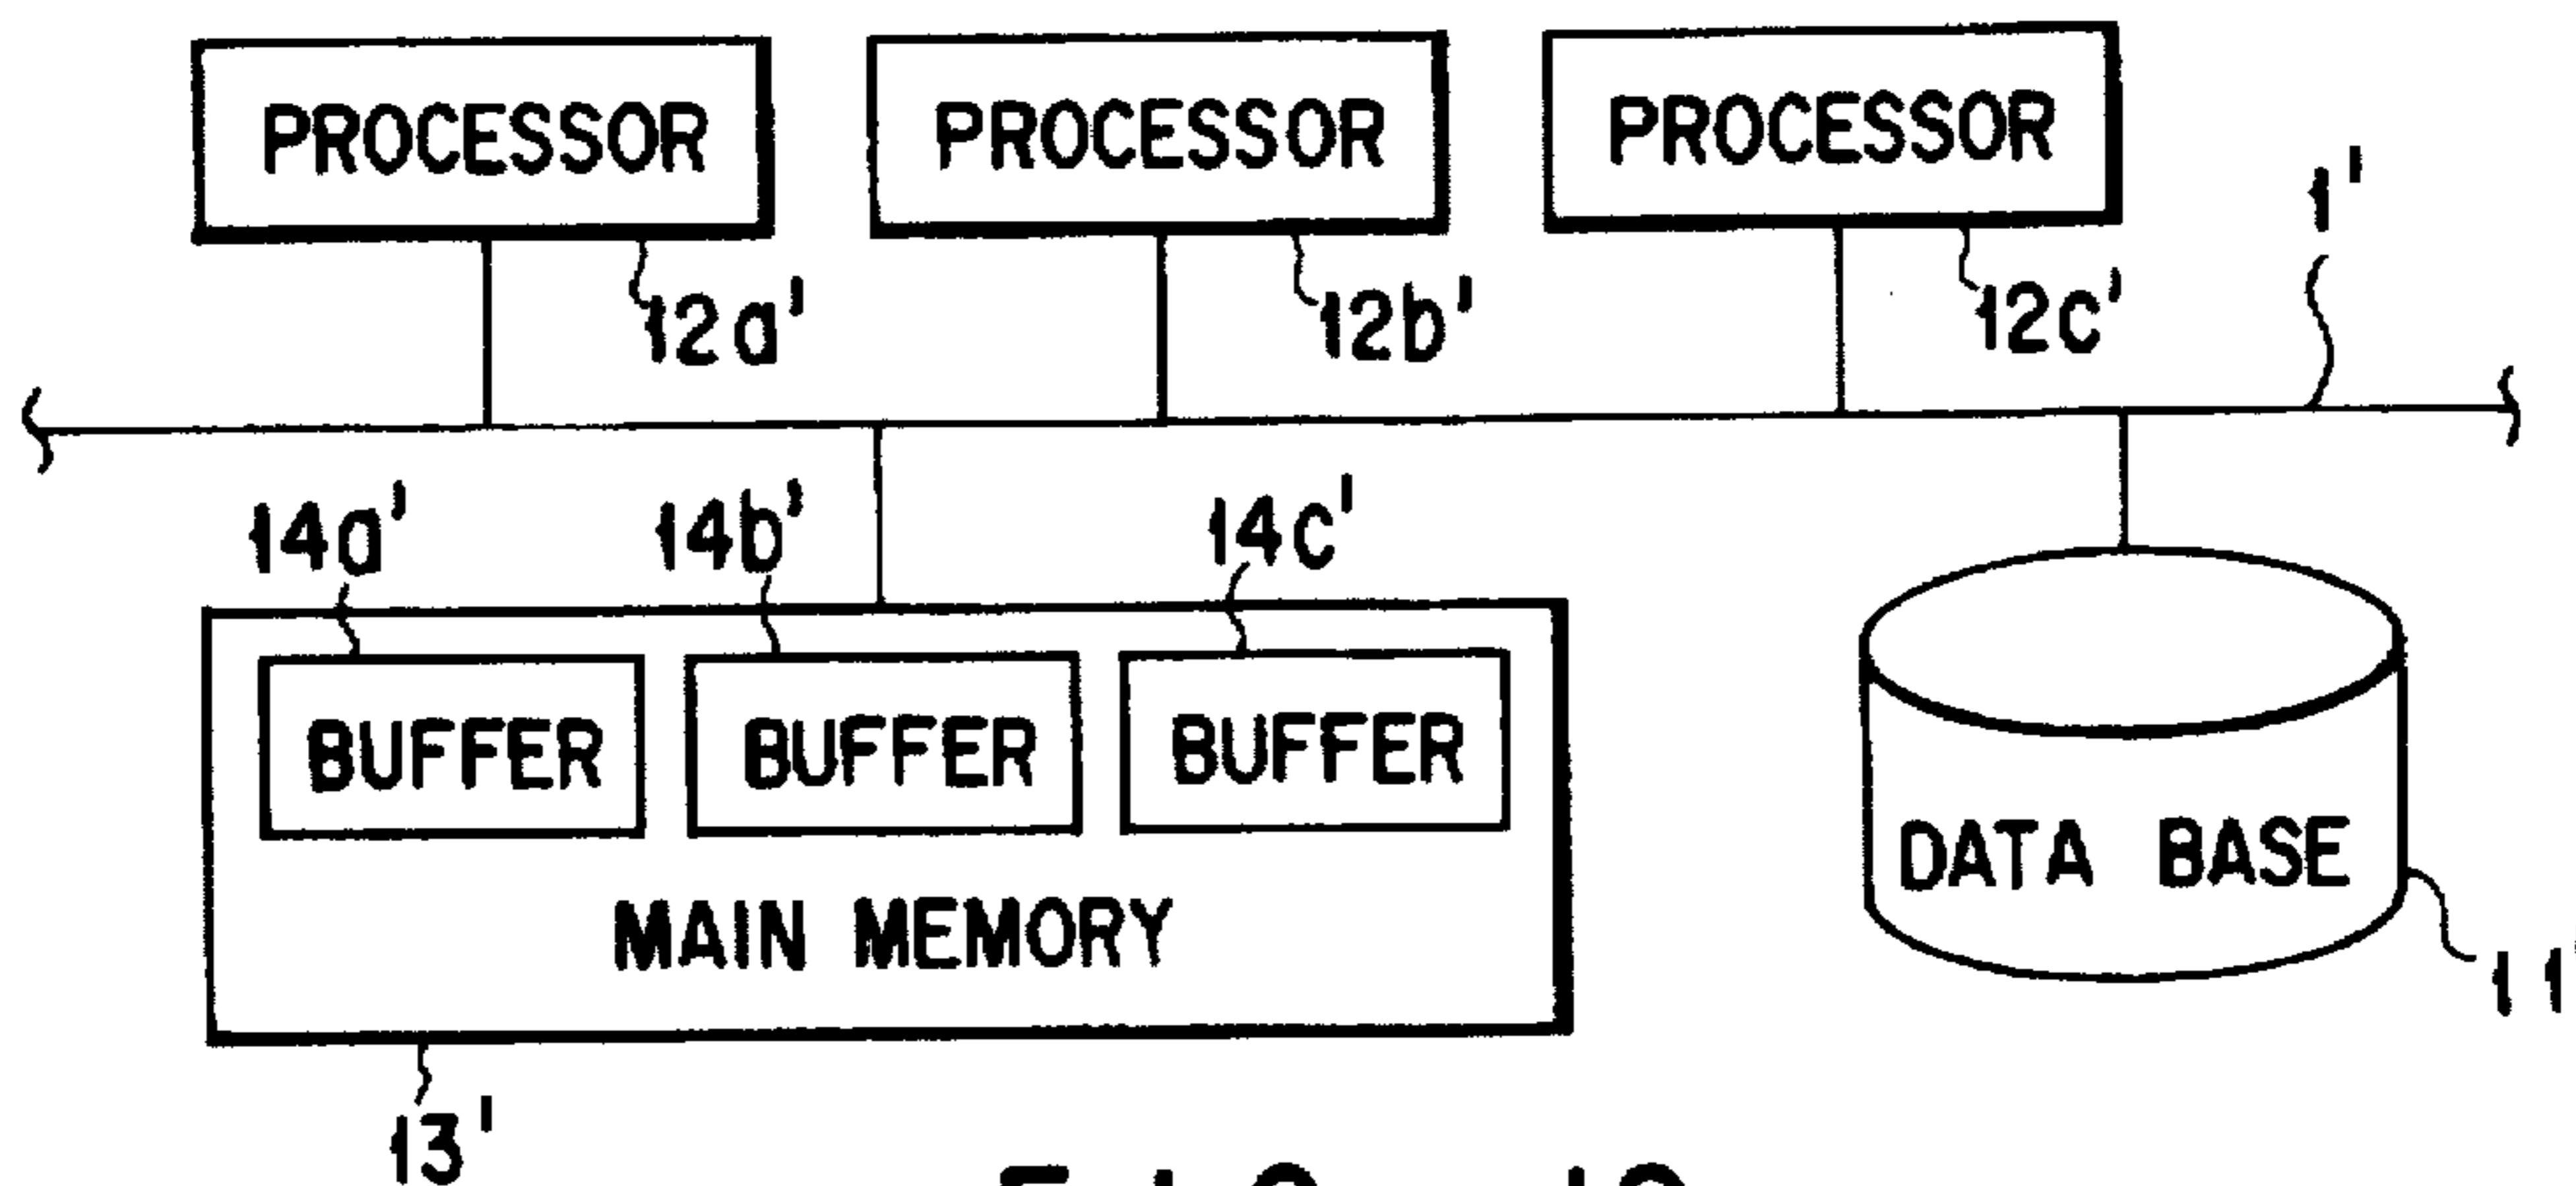 PROCESSOR PROCESSOR PROCESSOR
1'
12a' 12b' 12c'
14a' 14b' 14c'
BUFFER BUFFER BUFFER
DATA BASE
MAIN MEMORY
11
13'